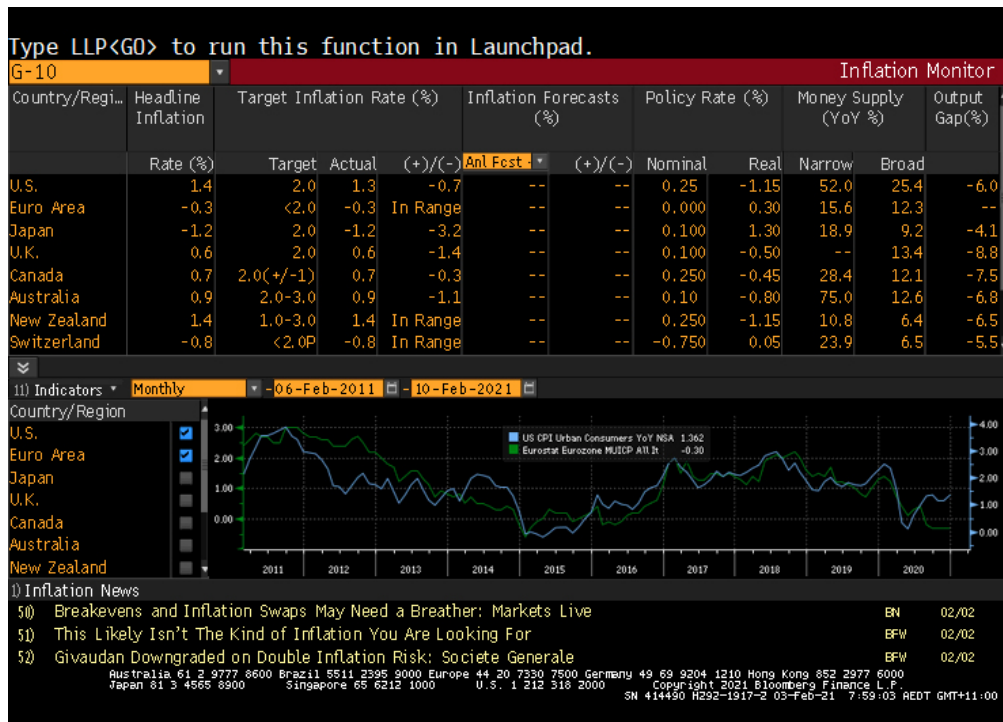 Type LLP<GO> to run this function in Launchpad.
G-10 Inflation Monitor
Country/Regi… Headline Target Inflation Rate (%) Inflation Forecasts Policy Rate (%) Money Supply Output
Inflation (%) (YoY %) Gap(%)
Rate (%) Target Actual (+)/(-) Anl Fcst - (+)/(-) Nominal Real Narrow Broad
U.S. 1.4 2.0 1.3 -0.7 -- -- 0.25 -1.15 52.0 25.4 -6.0
Euro Area -0.3 <2.0 -0.3 In Range -- -- 0.000 0.30 15.6 12.3 --
Japan -1.2 2.0 -1.2 -3.2 -- -- 0.100 1.30 18.9 9.2 -4.1
U.K. 0.6 2.0 0.6 -1.4 -- -- 0.100 -0.50 -- 13.4 -8.8
Canada 0.7 2.0(+/-1) 0.7 -0.3 -- -- 0.250 -0.45 28.4 12.1 -7.5
Australia 0.9 2.0-3.0 0.9 -1.1 -- -- 0.10 -0.80 75.0 12.6 -6.8
New Zealand 1.4 1.0-3.0 1.4 In Range -- -- 0.250 -1.15 10.8 6.4 -6.5
Switzerland -0.8 <2.0P -0.8 In Range -- -- -0.750 0.05 23.9 6.5 -5.5
11) Indicators Monthly -06-Feb-2011 - 10-Feb-2021
Country/Region
U.S.
Euro Area
Japan
U.K.
Canada
Australia
New Zealand
3.00
2.00
1.00
0.00
US CPI Urban Consumers YoY NSA 1.362
Eurostat Eurozone MUICP All It -0.30
4.00
3.00
2.00
1.00
0.00
2011 2012 2013 2014 2015 2016 2017 2018 2019 2020
1) Inflation News
50) Breakevens and Inflation Swaps May Need a Breather: Markets Live BN 02/02
51) This Likely Isn't The Kind of Inflation You Are Looking For BFW 02/02
52) Givaudan Downgraded on Double Inflation Risk: Societe Generale BFW 02/02
Australia 61 2 9777 8600 Brazil 5511 2395 9000 Europe 44 20 7330 7500 Germany 49 69 9204 1210 Hong Kong 852 2977 6000
Japan 81 3 4565 8900 Singapore 65 6212 1000 U.S. 1 212 318 2000 Copyright 2021 Bloomberg Finance L.P.
SN 414490 H292-1917-2 03-Feb-21 7:59:03 AEDT GMT+11:00